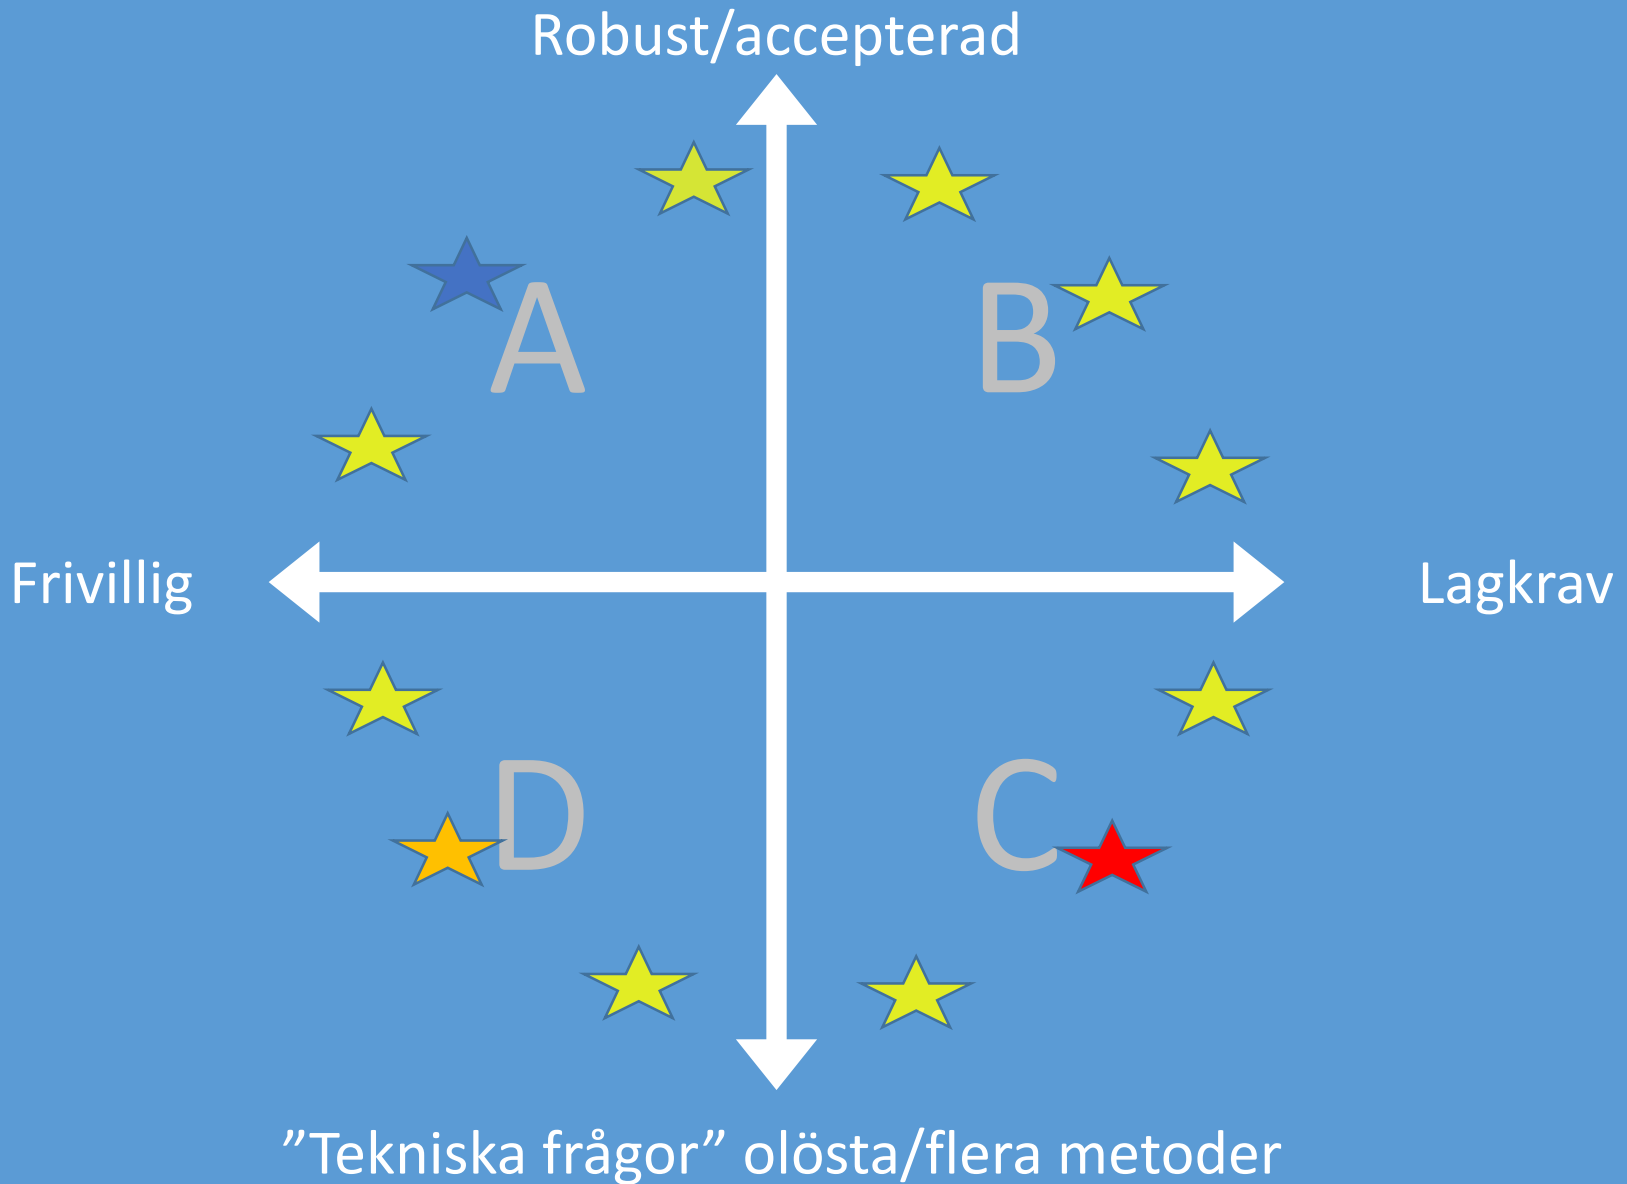 Robust/accepterad
A
B
Frivillig
Lagkrav
D
C
”Tekniska frågor” olösta/flera metoder